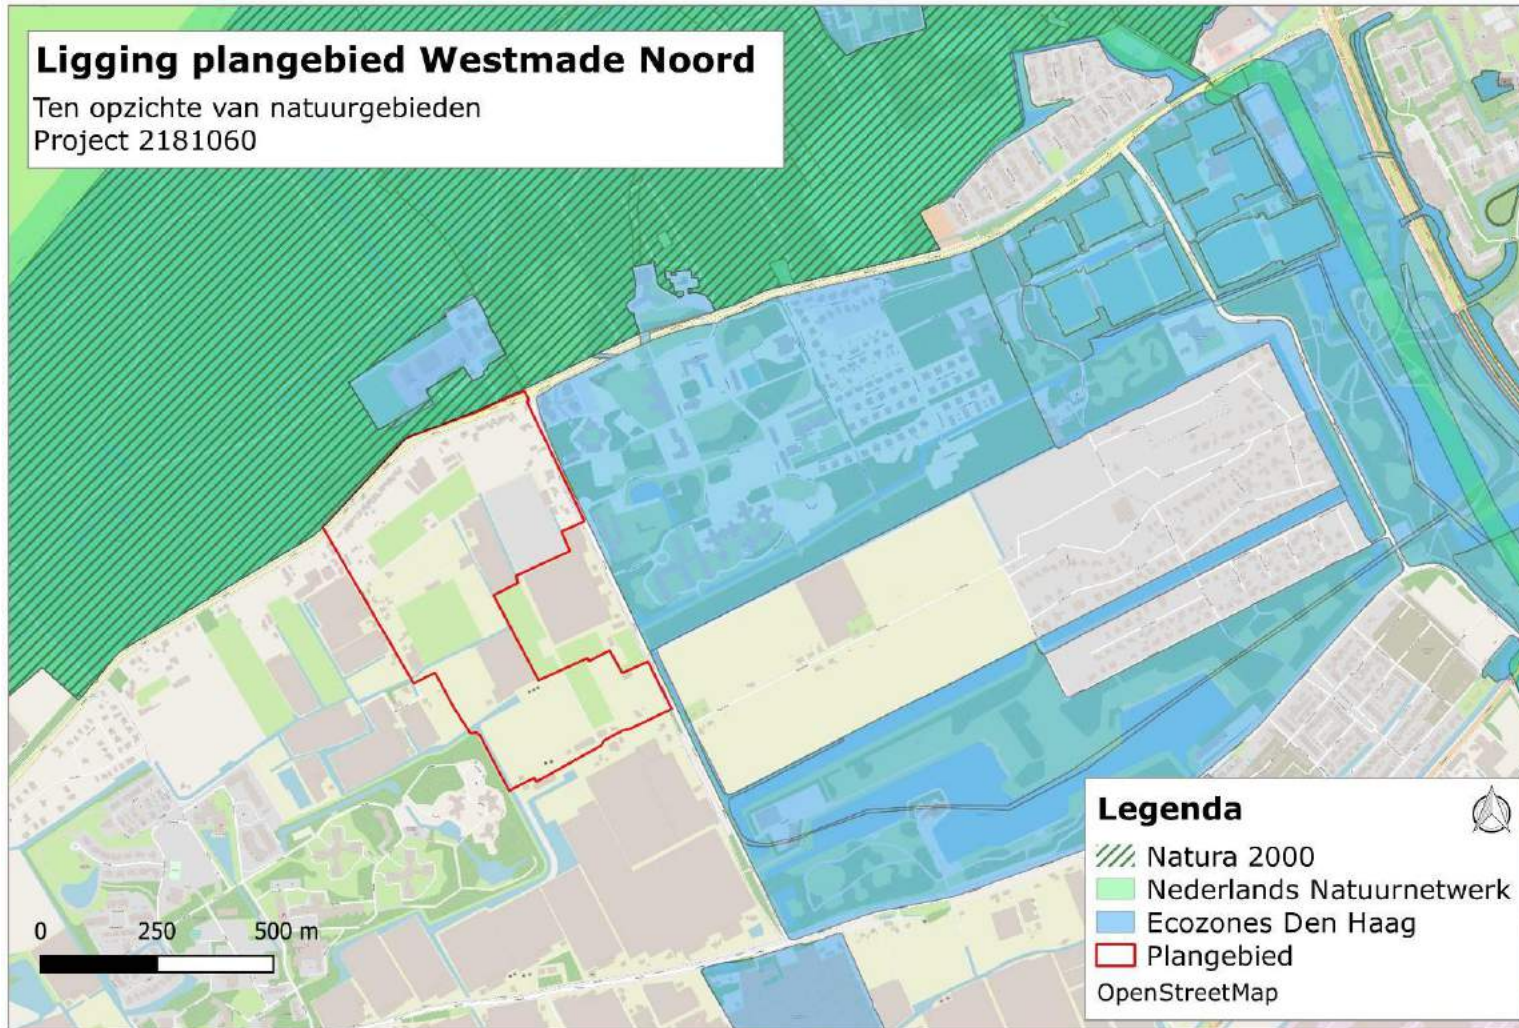 Ligging plangebied Westmade Noord
Ten opzichte van natuurgebieden
Project 2181060
0 250 500 m
Legenda
Natura 2000
Nederlands Natuurnetwerk
Ecozones Den Haag
Plangebied
OpenStreetMap